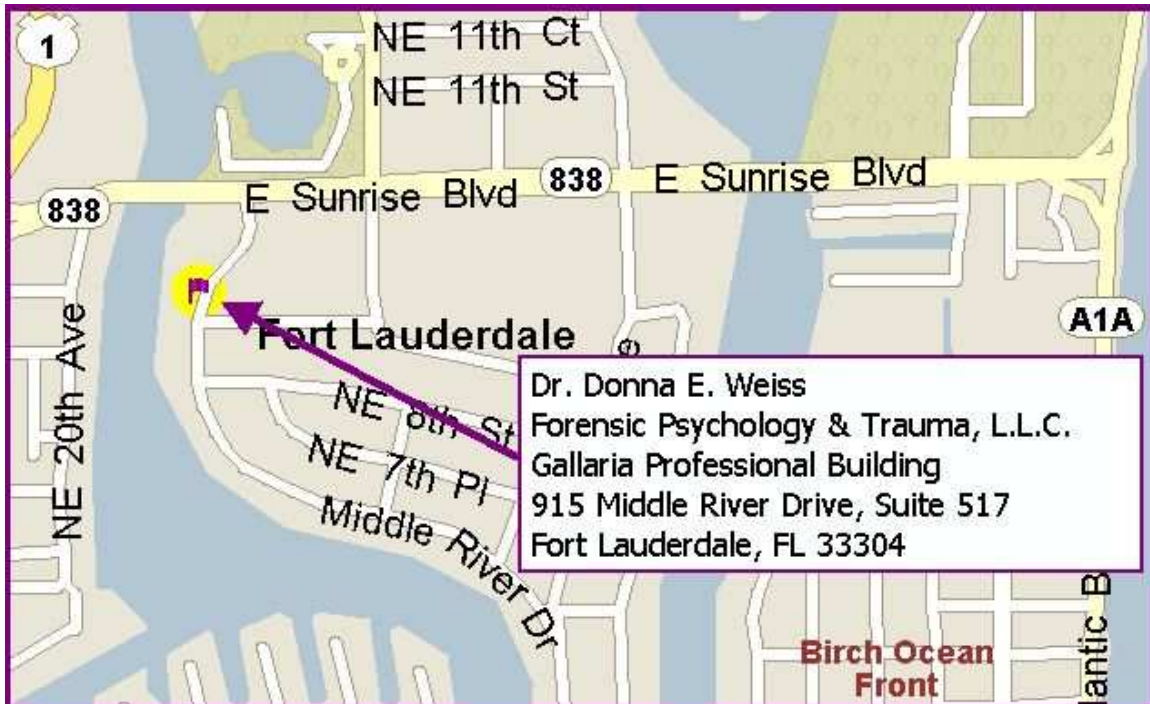 1
NE 11th Ct
NE 11th St
838
E Sunrise Blvd
838
E Sunrise Blvd
NE 20th Ave
A1A
Fort Lauderdale
NE 8th St
NE 7th Pl
Middle River Dr
Dr. Donna E. Weiss
Forensic Psychology & Trauma, L.L.C.
Gallaria Professional Building
915 Middle River Drive, Suite 517
Fort Lauderdale, FL 33304
Birch Ocean
Front
lantic B